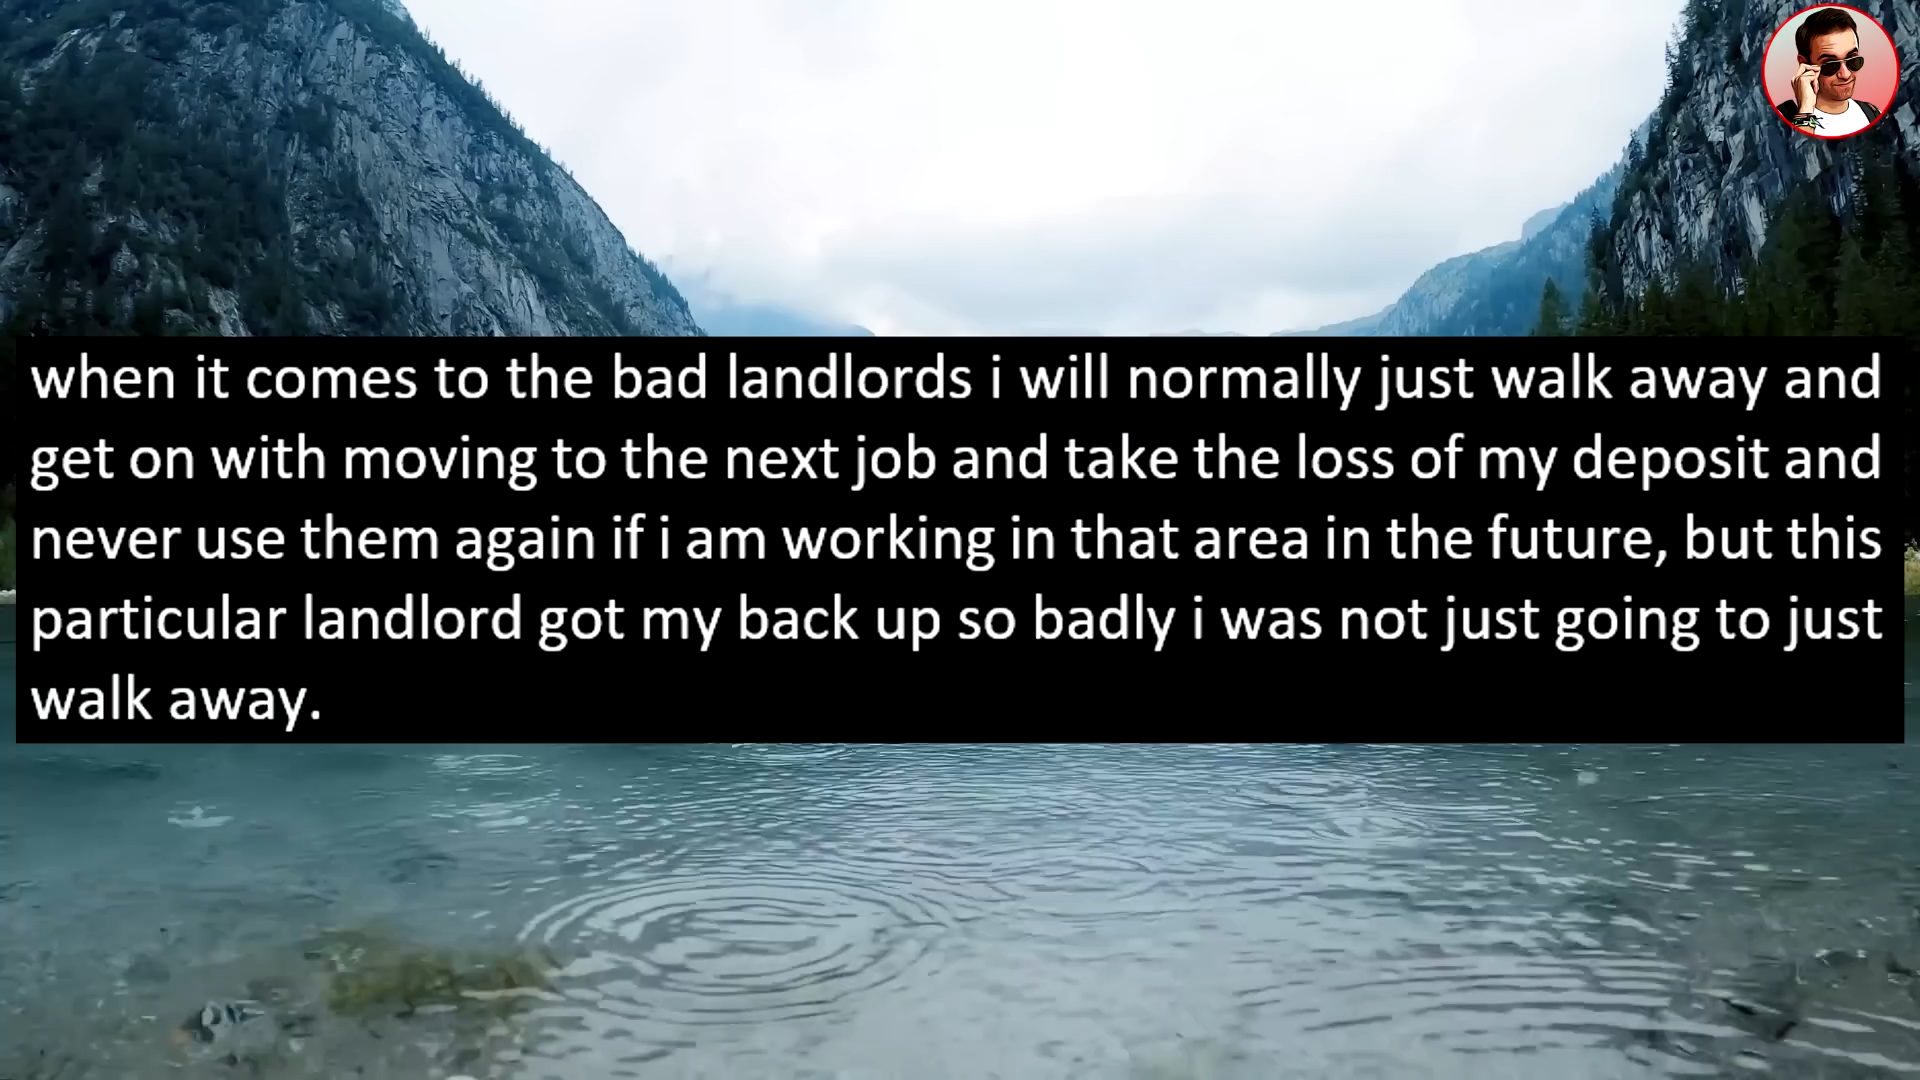 when it comes to the bad landlords i will normally just walk away and
get on with moving to the next job and take the loss of my deposit and
never use them again if i am working in that area in the future, but this
particular landlord got my back up so badly i was not just going to just
walk away.